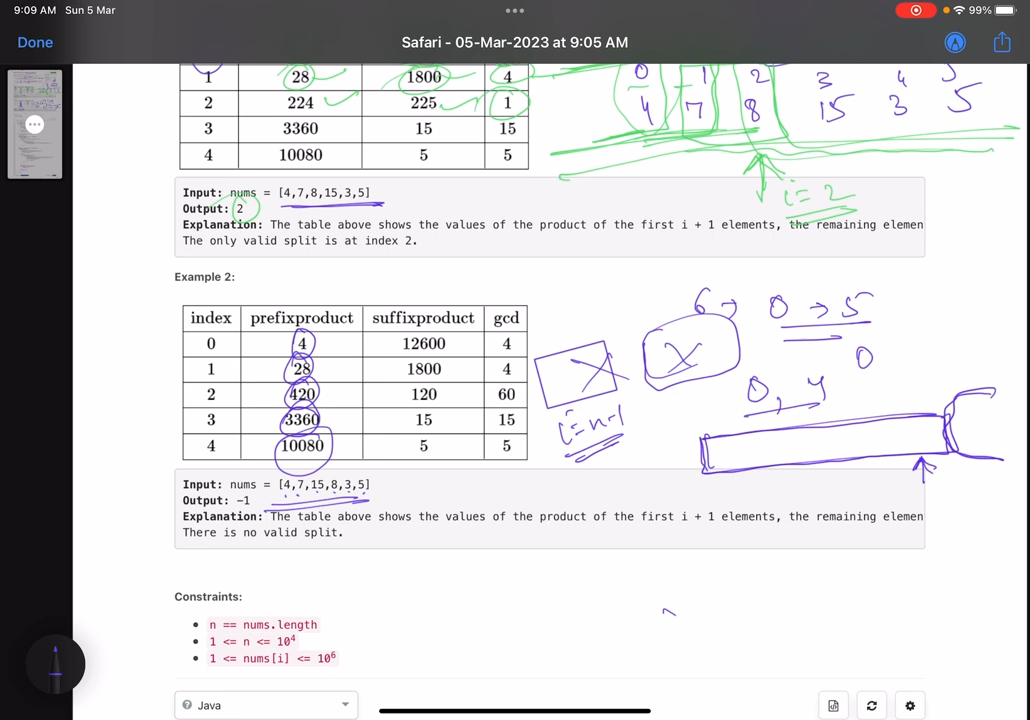 9:09 AM Sun 5 Mar
99%
Done
Safari - 05-Mar-2023 at 9:05 AM
1 28 1800 4
2 224 225 1
3 3360 15 15
4 10080 5 5
0 1 2 3 4 5
4 7 8 15 3 5
i=2
Input: nums = [4,7,8,15,3,5]
Output: 2
Explanation: The table above shows the values of the product of the first i + 1 elements, the remaining elemen
The only valid split is at index 2.
Example 2:
index prefixproduct suffixproduct gcd
0 4 12600 4
1 28 1800 4
2 420 120 60
3 3360 15 15
4 10080 5 5
6 → 0 → 5
0
0, 4
X
i=n-1
Input: nums = [4,7,15,8,3,5]
Output: -1
Explanation: The table above shows the values of the product of the first i + 1 elements, the remaining elemen
There is no valid split.
Constraints:
n == nums.length
1 <= n <= 10⁴
1 <= nums[i] <= 10⁶
Java